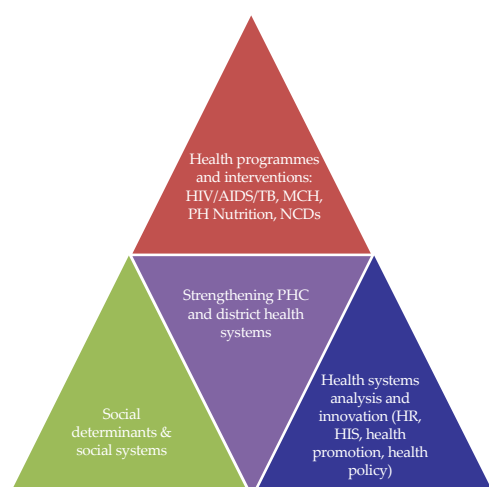 Health programmes
and interventions:
HIV/AIDS/TB, MCH,
PH Nutrition, NCDs
Strengthening PHC
and district health
systems
Social
determinants &
social systems
Health systems
analysis and
innovation (HR,
HIS, health
promotion, health
policy)